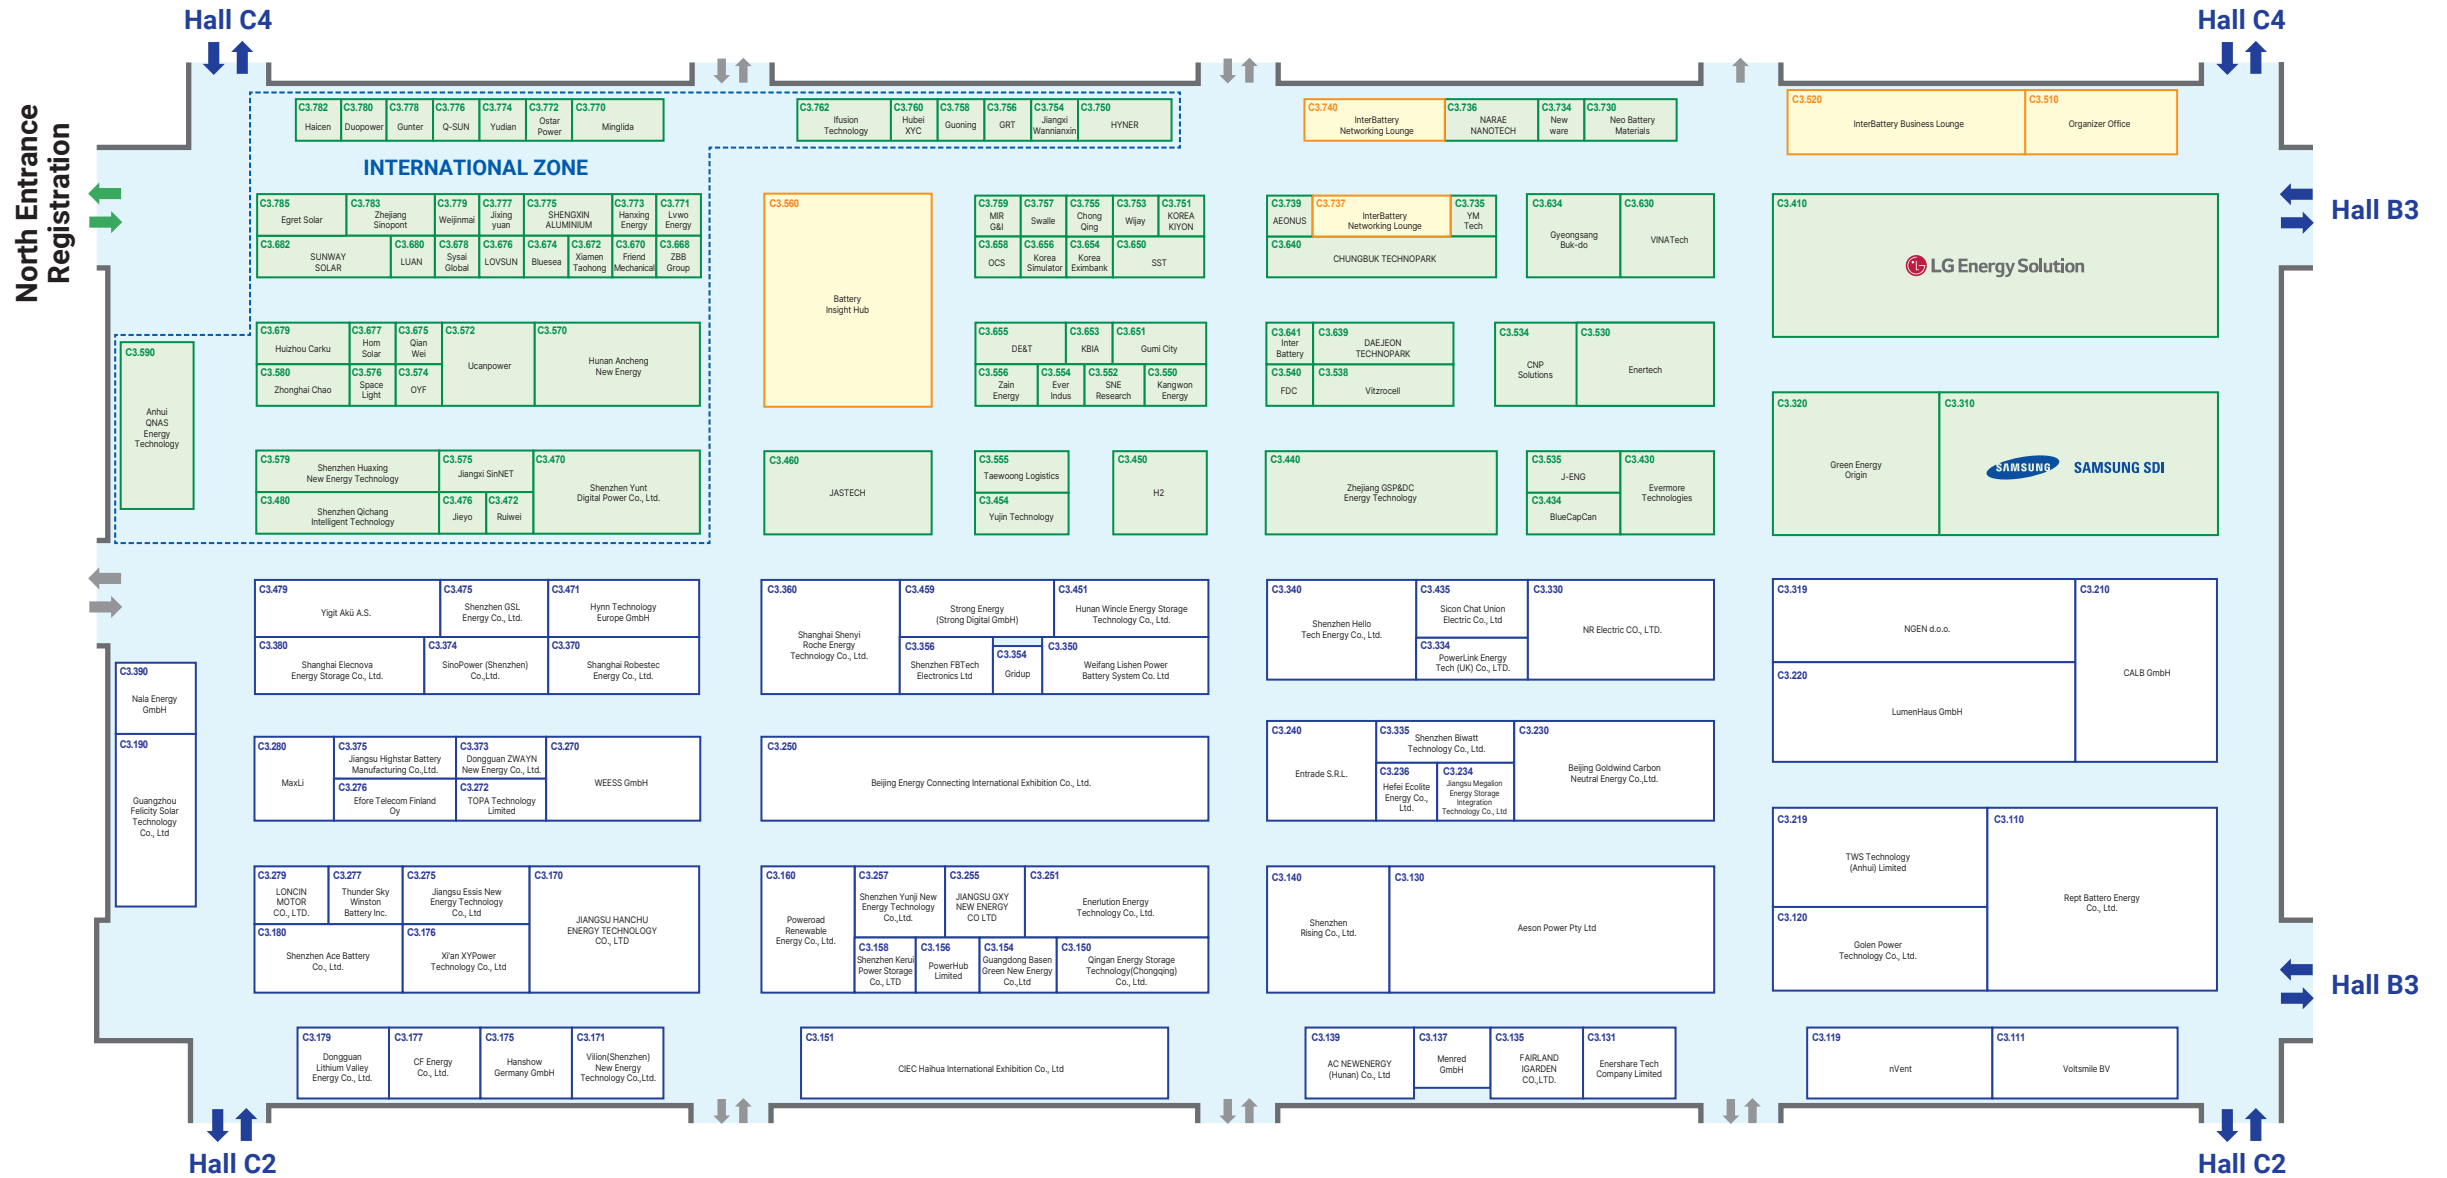 Hall C4
Hall C4
North Entrance
Registration
C3.782
Haicen
C3.780
Duopower
C3.778
Gunter
C3.776
Q-SUN
C3.774
Yudian
C3.772
Ostar
Power
C3.770
Minglida
C3.762
Ifusion
Technology
C3.760
Hubei
XYC
C3.758
Guoning
C3.756
GRT
C3.754
Jiangxi
Wannianxin
C3.750
HYNER
C3.740
InterBattery
Networking Lounge
C3.736
NARAE
NANOTECH
C3.734
New
ware
C3.730
Neo Battery
Materials
C3.520
InterBattery Business Lounge
C3.510
Organizer Office
INTERNATIONAL ZONE
C3.785
Egret Solar
C3.783
Zhejiang
Sinopont
C3.779
Weijinmai
C3.777
Jixing
yuan
C3.775
SHENGXIN
ALUMINIUM
C3.773
Hanxing
Energy
C3.771
Lvwo
Energy
C3.682
SUNWAY
SOLAR
C3.680
LUAN
C3.678
Sysai
Global
C3.676
LOVSUN
C3.674
Bluesea
C3.672
Xiamen
Taohong
C3.670
Friend
Mechanical
C3.668
ZBB
Group
C3.560
Battery
Insight Hub
C3.759
MIR
G&I
C3.757
Swalle
C3.755
Chong
Qing
C3.753
Wijay
C3.751
KOREA
KIYON
C3.658
OCS
C3.656
Korea
Simulator
C3.654
Korea
Eximbank
C3.650
SST
C3.739
AEONUS
C3.737
InterBattery
Networking Lounge
C3.735
YM
Tech
C3.640
CHUNGBUK TECHNOPARK
C3.634
Gyeongsang
Buk-do
C3.630
VINATech
C3.410
LG Energy Solution
Hall B3
C3.590
Anhui
QNAS
Energy
Technology
C3.679
Huizhou Carku
C3.677
Hom
Solar
C3.675
Qian
Wei
C3.572
Ucanpower
C3.570
Hunan Ancheng
New Energy
C3.580
Zhonghai Chao
C3.576
Space
Light
C3.574
OYF
C3.655
DE&T
C3.653
KBIA
C3.651
Gumi City
C3.556
Zain
Energy
C3.554
Ever
Indus
C3.552
SNE
Research
C3.550
Kangwon
Energy
C3.641
Inter
Battery
C3.639
DAEJEON
TECHNOPARK
C3.540
FDC
C3.538
Vitzrocell
C3.534
CNP
Solutions
C3.530
Enertech
C3.320
Green Energy
Origin
C3.310
SAMSUNG
SAMSUNG SDI
C3.579
Shenzhen Huaxing
New Energy Technology
C3.575
Jiangxi SinNET
C3.470
Shenzhen Yunt
Digital Power Co., Ltd.
C3.480
Shenzhen Qichang
Intelligent Technology
C3.476
Jieyo
C3.472
Ruiwei
C3.460
JASTECH
C3.555
Taewoong Logistics
C3.454
Yujin Technology
C3.450
H2
C3.440
Zhejiang GSP&DC
Energy Technology
C3.535
J-ENG
C3.434
BlueCapCan
C3.430
Evermore
Technologies
C3.479
Yigit Akü A.S.
C3.475
Shenzhen GSL
Energy Co., Ltd.
C3.471
Hynn Technology
Europe GmbH
C3.380
Shanghai Elecnova
Energy Storage Co., Ltd.
C3.374
SinoPower (Shenzhen)
Co.,Ltd.
C3.370
Shanghai Robestec
Energy Co., Ltd.
C3.360
Shanghai Shenyi
Roche Energy
Technology Co., Ltd.
C3.459
Strong Energy
(Strong Digital GmbH)
C3.451
Hunan Wincle Energy Storage
Technology Co., Ltd.
C3.356
Shenzhen FBTech
Electronics Ltd
C3.354
Gridup
C3.350
Weifang Lishen Power
Battery System Co. Ltd
C3.340
Shenzhen Hello
Tech Energy Co., Ltd.
C3.435
Sicon Chat Union
Electric Co., Ltd
C3.334
PowerLink Energy
Tech (UK) Co., LTD.
C3.330
NR Electric CO., LTD.
C3.319
NGEN d.o.o.
C3.210
CALB GmbH
C3.220
LumenHaus GmbH
C3.390
Nala Energy
GmbH
C3.190
Guangzhou
Felicity Solar
Technology
Co., Ltd
C3.280
MaxLi
C3.375
Jiangsu Highstar Battery
Manufacturing Co.,Ltd.
C3.373
Dongguan ZWAYN
New Energy Co., Ltd.
C3.270
WEESS GmbH
C3.276
Efore Telecom Finland
Oy
C3.272
TOPA Technology
Limited
C3.250
Beijing Energy Connecting International Exhibition Co., Ltd.
C3.240
Entrade S.R.L.
C3.335
Shenzhen Biwatt
Technology Co., Ltd.
C3.236
Hefei Ecolite
Energy Co.,
Ltd.
C3.234
Jiangsu Megalion
Energy Storage
Integration
Technology Co., Ltd
C3.230
Beijing Goldwind Carbon
Neutral Energy Co.,Ltd.
C3.219
TWS Technology
(Anhui) Limited
C3.110
Rept Battero Energy
Co., Ltd.
C3.120
Golen Power
Technology Co., Ltd.
C3.279
LONCIN
MOTOR
CO., LTD.
C3.277
Thunder Sky
Winston
Battery Inc.
C3.275
Jiangsu Essis New
Energy Technology
Co., Ltd
C3.170
JIANGSU HANCHU
ENERGY TECHNOLOGY
CO., LTD
C3.180
Shenzhen Ace Battery
Co., Ltd.
C3.176
Xi'an XYPower
Technology Co., Ltd
C3.160
Poweroad
Renewable
Energy Co., Ltd.
C3.257
Shenzhen Yunji New
Energy Technology
Co.,Ltd.
C3.255
JIANGSU GXY
NEW ENERGY
CO LTD
C3.251
Enerlution Energy
Technology Co., Ltd.
C3.158
Shenzhen Kerui
Power Storage
Co., LTD
C3.156
PowerHub
Limited
C3.154
Guangdong Basen
Green New Energy
Co.,Ltd
C3.150
Qingan Energy Storage
Technology(Chongqing)
Co., Ltd.
C3.140
Shenzhen
Rising Co., Ltd.
C3.130
Aeson Power Pty Ltd
Hall B3
C3.179
Dongguan
Lithium Valley
Energy Co., Ltd.
C3.177
CF Energy
Co., Ltd.
C3.175
Hanshow
Germany GmbH
C3.171
Vilion(Shenzhen)
New Energy
Technology Co.,Ltd.
C3.151
CIEC Haihua International Exhibition Co., Ltd
C3.139
AC NEWENERGY
(Hunan) Co., Ltd
C3.137
Menred
GmbH
C3.135
FAIRLAND
IGARDEN
CO.,LTD.
C3.131
Enershare Tech
Company Limited
C3.119
nVent
C3.111
Voltsmile BV
Hall C2
Hall C2